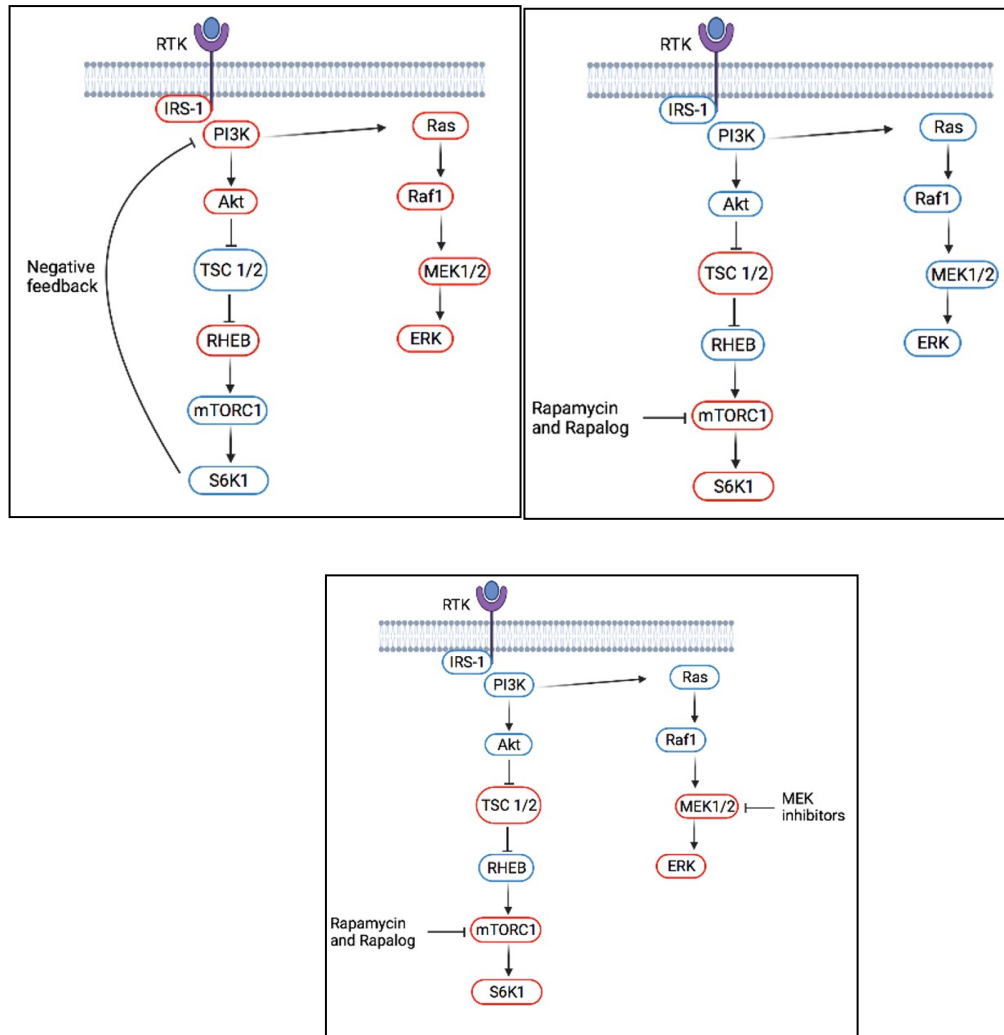 RTK
IRS-1
PI3K
Ras
Akt
Raf1
Negative
feedback
TSC 1/2
MEK1/2
RHEB
ERK
mTORC1
S6K1
RTK
IRS-1
PI3K
Ras
Akt
Raf1
TSC 1/2
MEK1/2
RHEB
ERK
Rapamycin
and Rapalog
mTORC1
S6K1
RTK
IRS-1
PI3K
Ras
Akt
Raf1
TSC 1/2
MEK1/2
MEK
inhibitors
RHEB
ERK
Rapamycin
and Rapalog
mTORC1
S6K1